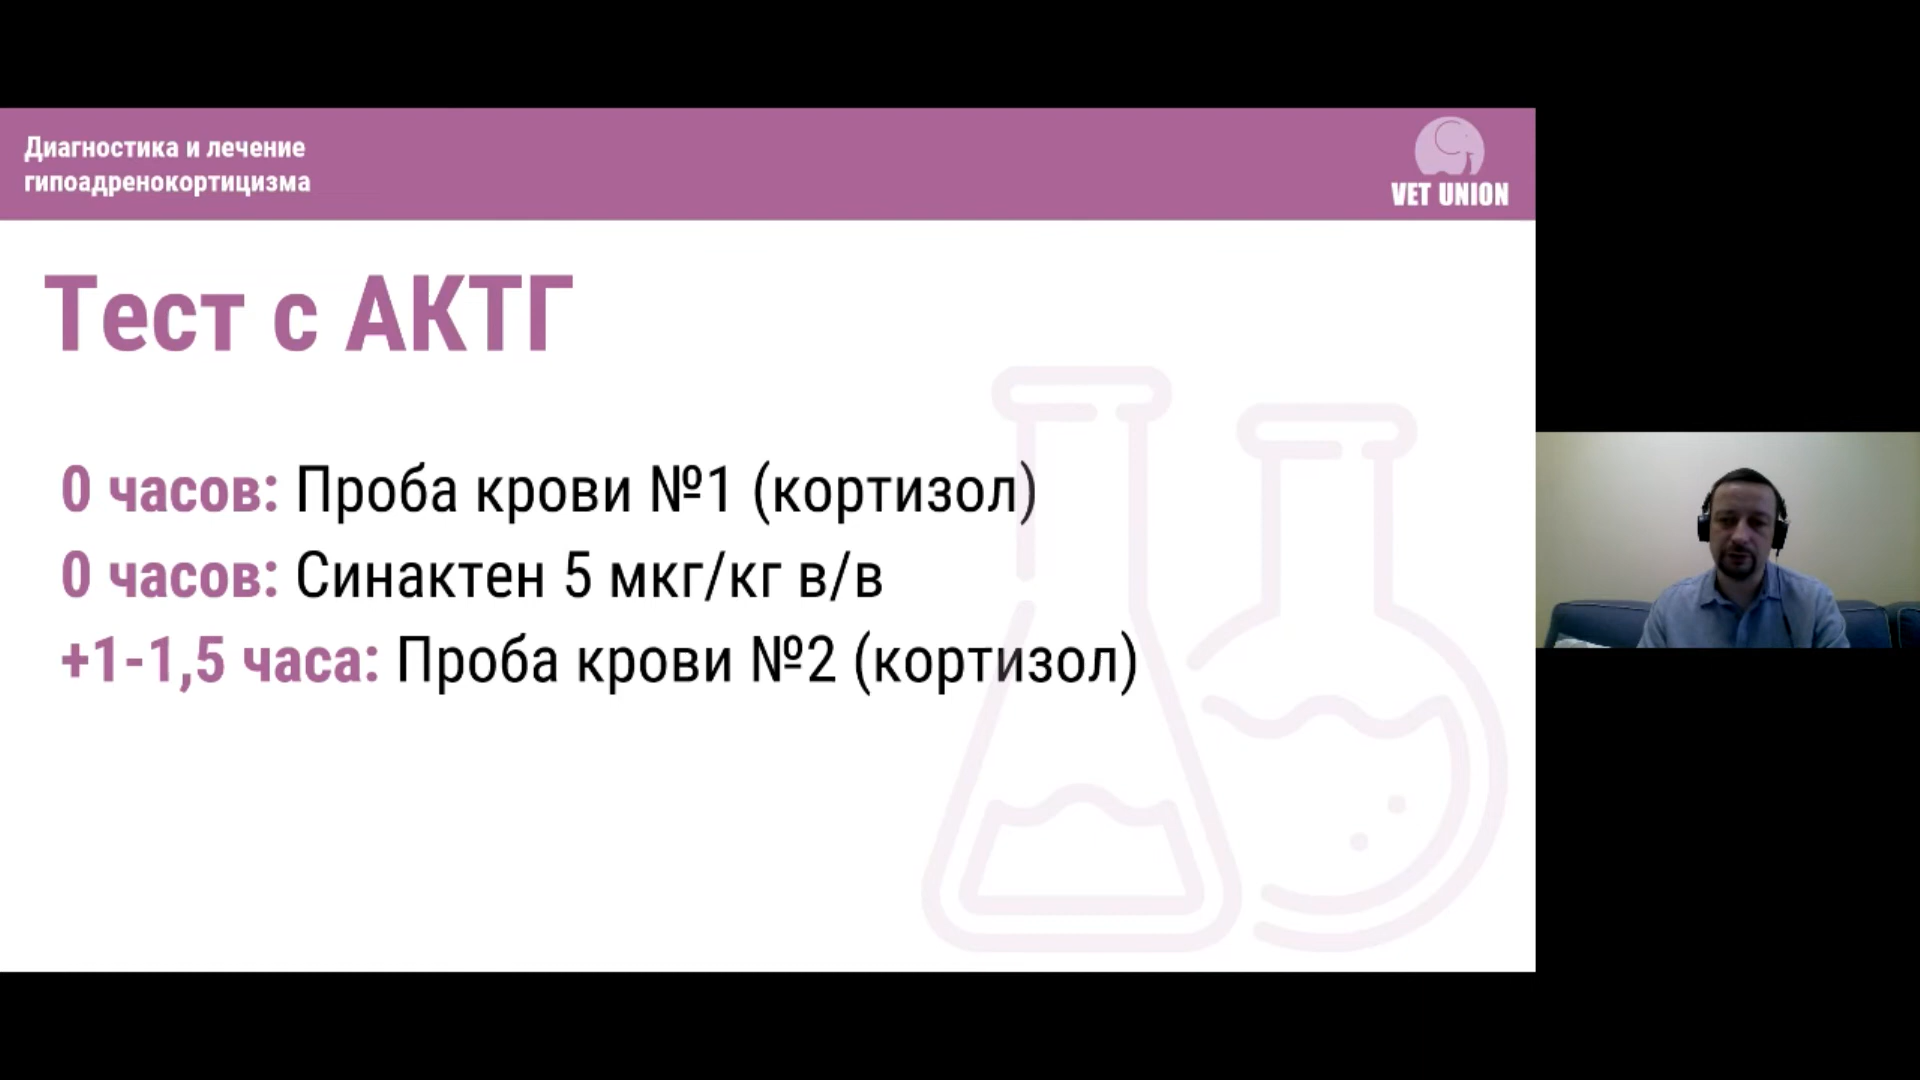 Диагностика и лечение
гипоадренокортицизма
VET UNION
Тест с АКТГ
0 часов: Проба крови №1 (кортизол)
0 часов: Синактен 5 мкг/кг в/в
+1-1,5 часа: Проба крови №2 (кортизол)